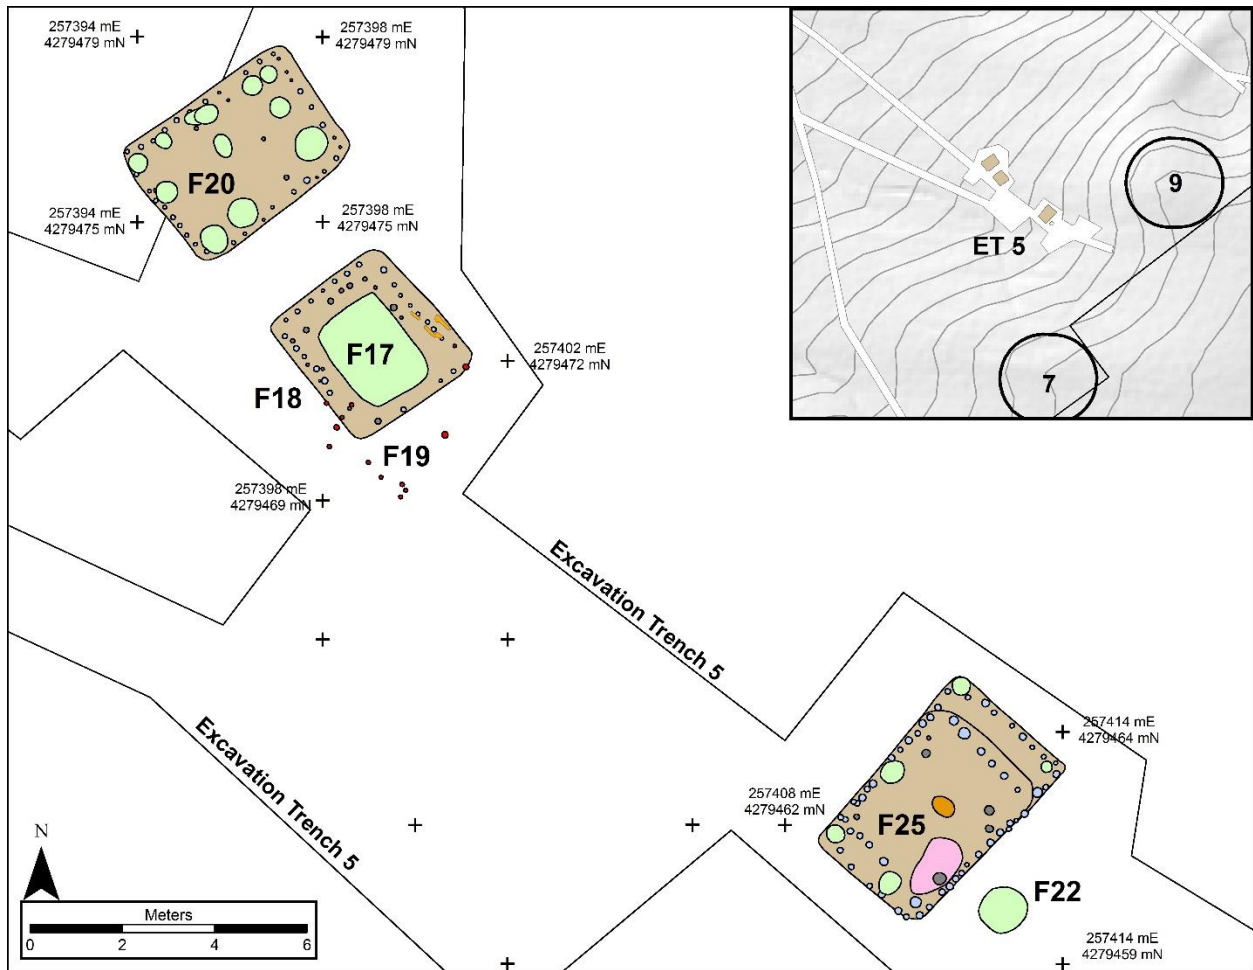 257394 mE
4279479 mN
257398 mE
4279479 mN
9
ET 5
7
F20
257394 mE
4279475 mN
257398 mE
4279475 mN
F17
257402 mE
4279472 mN
F18
F19
257398 mE
4279469 mN
Excavation Trench 5
Excavation Trench 5
257414 mE
4279464 mN
257408 mE
4279462 mN
F25
F22
257414 mE
4279459 mN
N
Meters
0 2 4 6